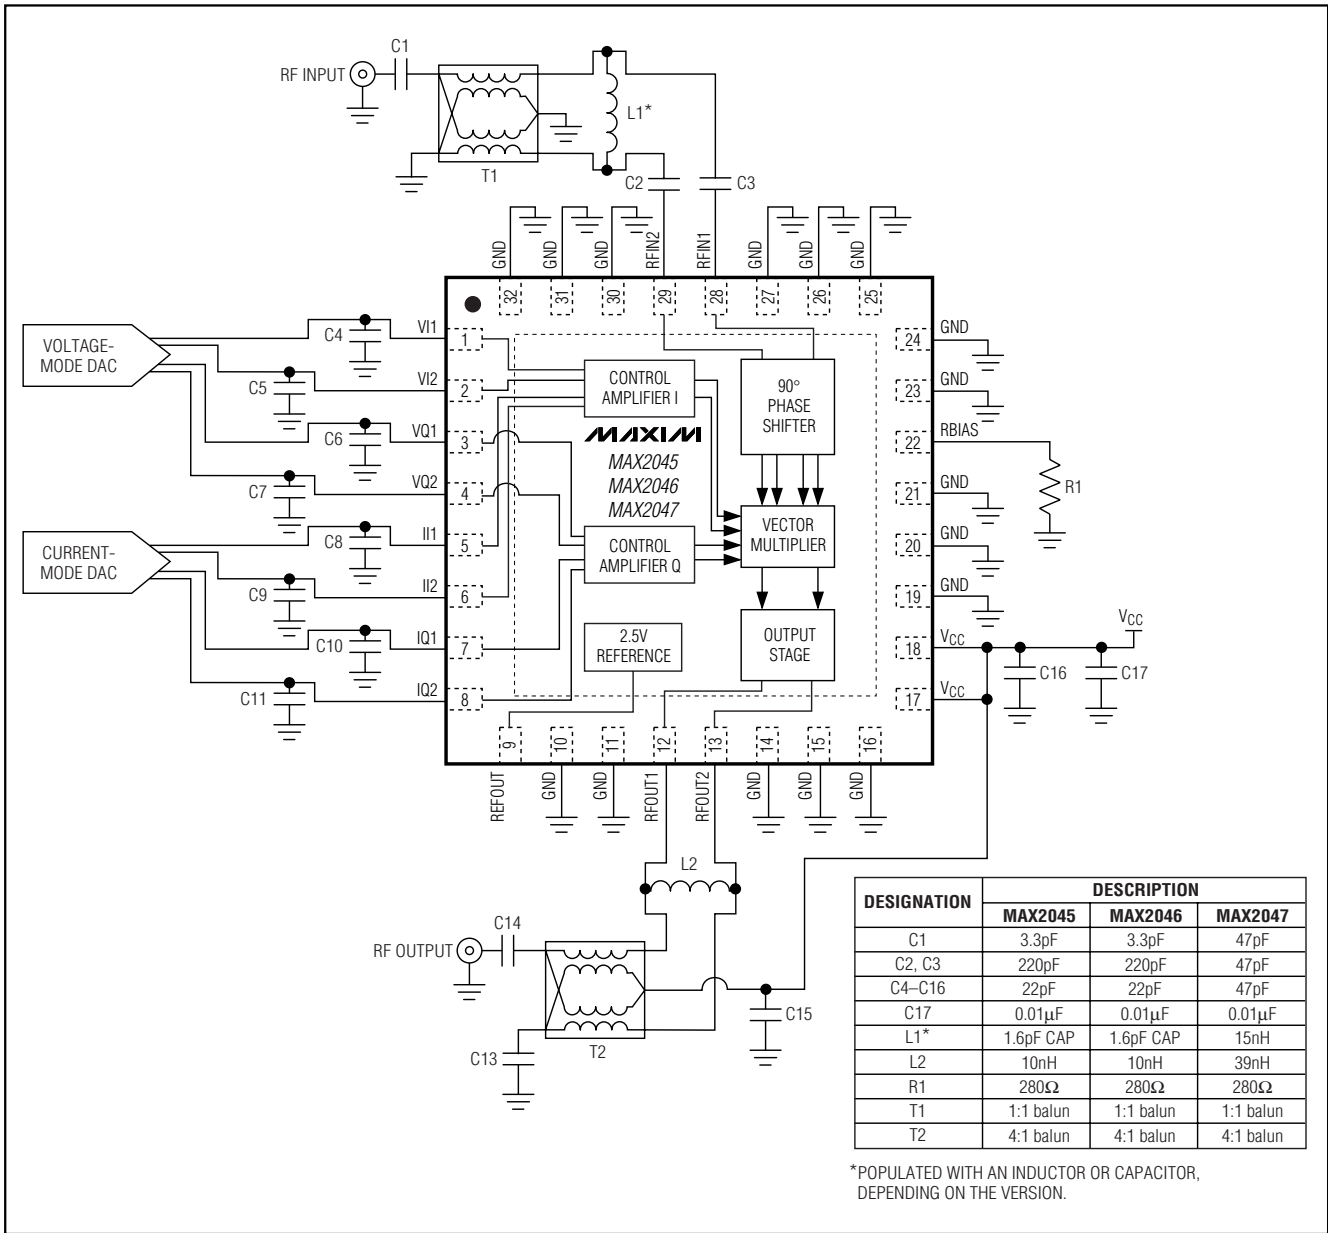 C1
RF INPUT
L1*
T1
C2
C3
GND
GND
GND
RFIN2
RFIN1
GND
GND
GND
32
31
30
29
28
27
26
25
VOLTAGE-
MODE DAC
C4
C5
C6
C7
VI1
VI2
VQ1
VQ2
1
2
3
4
CURRENT-
MODE DAC
C8
C9
C10
C11
II1
II2
IQ1
IQ2
5
6
7
8
CONTROL
AMPLIFIER I
MAXIM
MAX2045
MAX2046
MAX2047
CONTROL
AMPLIFIER Q
2.5V
REFERENCE
90°
PHASE
SHIFTER
VECTOR
MULTIPLIER
OUTPUT
STAGE
24
23
22
21
20
19
18
17
GND
GND
RBIAS
GND
GND
GND
VCC
VCC
R1
VCC
C16
C17
9
10
11
12
13
14
15
16
REFOUT
GND
GND
RFOUT1
RFOUT2
GND
GND
GND
L2
C14
RF OUTPUT
C13
T2
C15
DESIGNATION DESCRIPTION
MAX2045 MAX2046 MAX2047
C1 3.3pF 3.3pF 47pF
C2, C3 220pF 220pF 47pF
C4–C16 22pF 22pF 47pF
C17 0.01µF 0.01µF 0.01µF
L1* 1.6pF CAP 1.6pF CAP 15nH
L2 10nH 10nH 39nH
R1 280Ω 280Ω 280Ω
T1 1:1 balun 1:1 balun 1:1 balun
T2 4:1 balun 4:1 balun 4:1 balun
*POPULATED WITH AN INDUCTOR OR CAPACITOR,
DEPENDING ON THE VERSION.